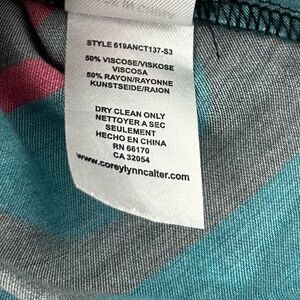 STYLE 619ANCT137-S3
50% VISCOSE/VISKOSE
VISCOSA
50% RAYON/RAYONNE
KUNSTSEIDE/RAION
DRY CLEAN ONLY
NETTOYER A SEC
SEULEMENT
HECHO EN CHINA
RN 66170
CA 32054
www.coreylynncalter.com